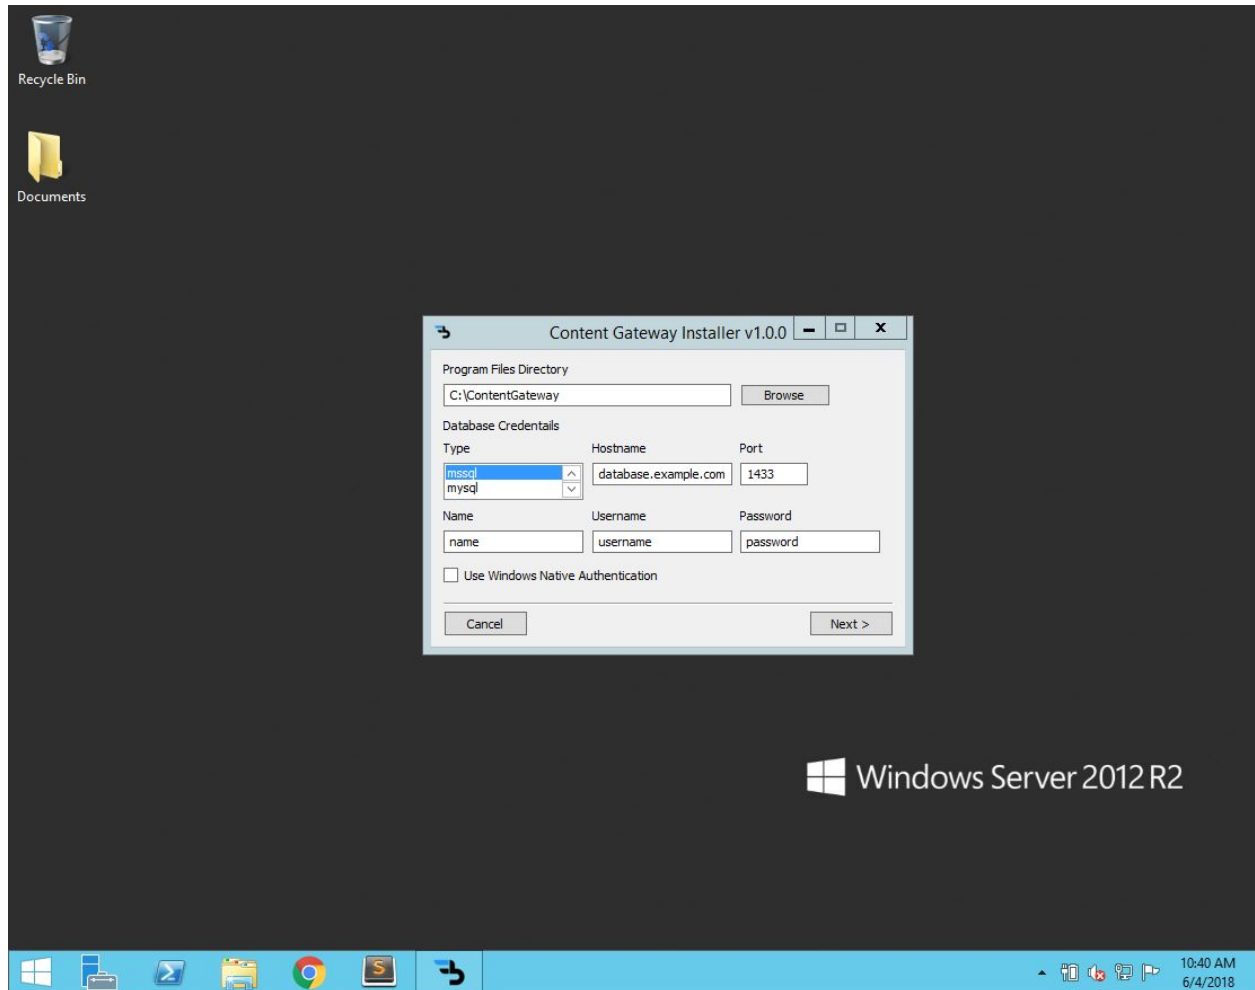 Recycle Bin
Documents
Content Gateway Installer v1.0.0
Program Files Directory
C:\ContentGateway
Browse
Database Credentails
Type Hostname Port
mssql database.example.com 1433
mysql
Name Username Password
name username password
Use Windows Native Authentication
Cancel Next >
Windows Server 2012 R2
10:40 AM
6/4/2018